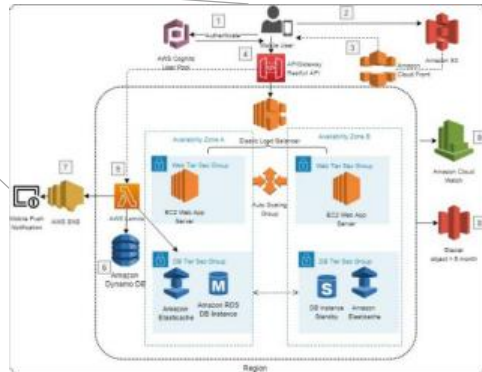 1
2
Authenticate
Mobile User
3
4
AWS Cognito
User Pool
API Gateway
Restful API
Amazon
Cloud Front
Amazon S3
Elastic Load Balancer
Availability Zone A
Availability Zone B
Web Tier Sec Group
Web Tier Sec Group
EC2 Web App
Server
Auto Scaling
Group
EC2 Web App
Server
Amazon Cloud
Watch
7
5
Mobile Push
Notification
AWS SNS
AWS Lambda
6
Amazon
Dynamo DB
DB Tier Sec Group
DB Tier Sec Group
Amazon
Elasticache
M
Amazon RDS
DB Instance
S
DB Instance
Standby
Amazon
Elasticache
Glacier
object > 6 month
Region